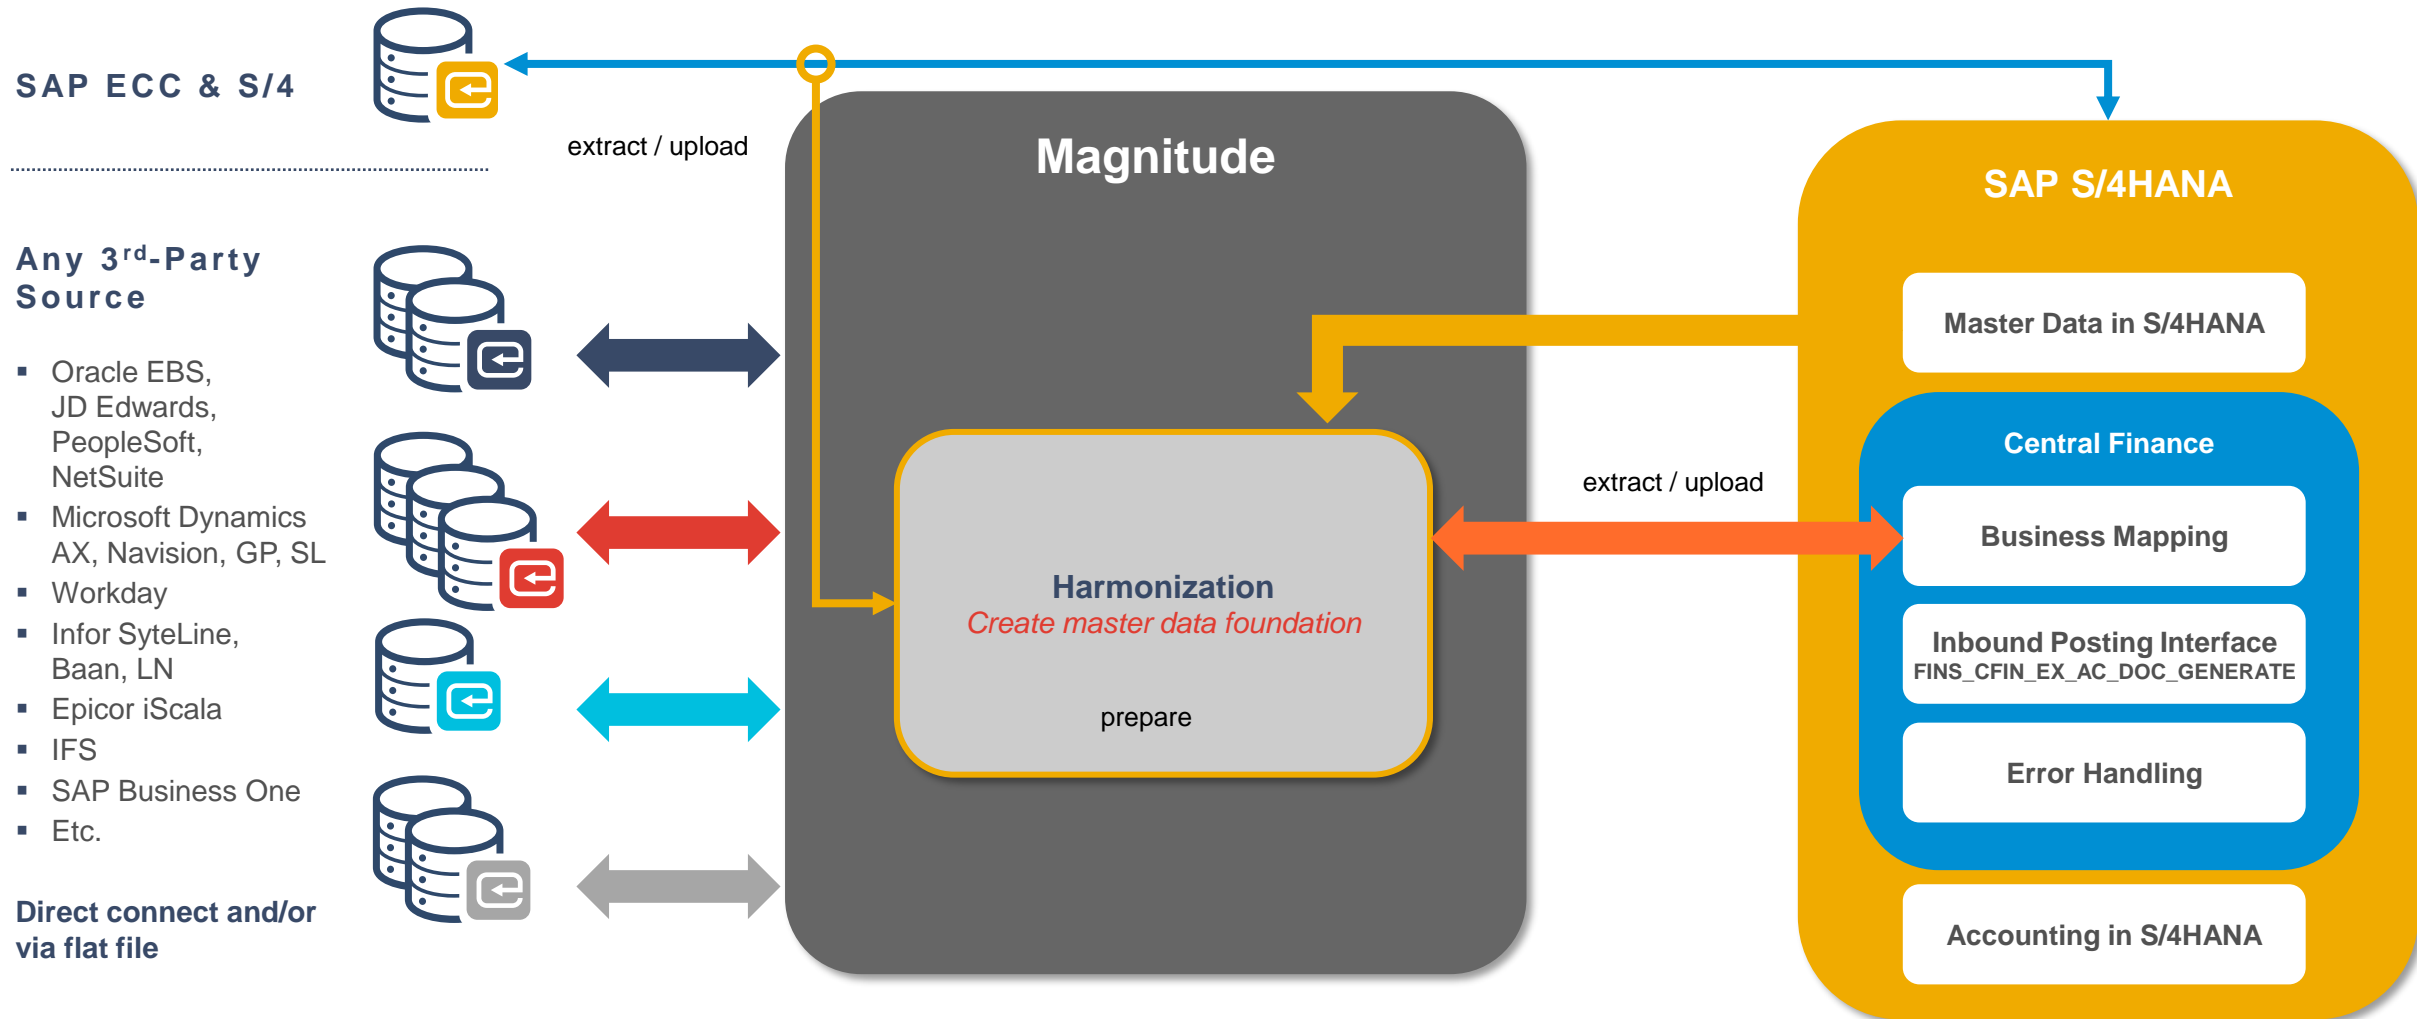 SAP ECC & S/4
extract / upload
Any 3rd-Party
Source
▪ Oracle EBS,
JD Edwards,
PeopleSoft,
NetSuite
▪ Microsoft Dynamics
AX, Navision, GP, SL
▪ Workday
▪ Infor SyteLine,
Baan, LN
▪ Epicor iScala
▪ IFS
▪ SAP Business One
▪ Etc.
Direct connect and/or
via flat file
Magnitude
Harmonization
Create master data foundation
prepare
extract / upload
SAP S/4HANA
Master Data in S/4HANA
Central Finance
Business Mapping
Inbound Posting Interface
FINS_CFIN_EX_AC_DOC_GENERATE
Error Handling
Accounting in S/4HANA